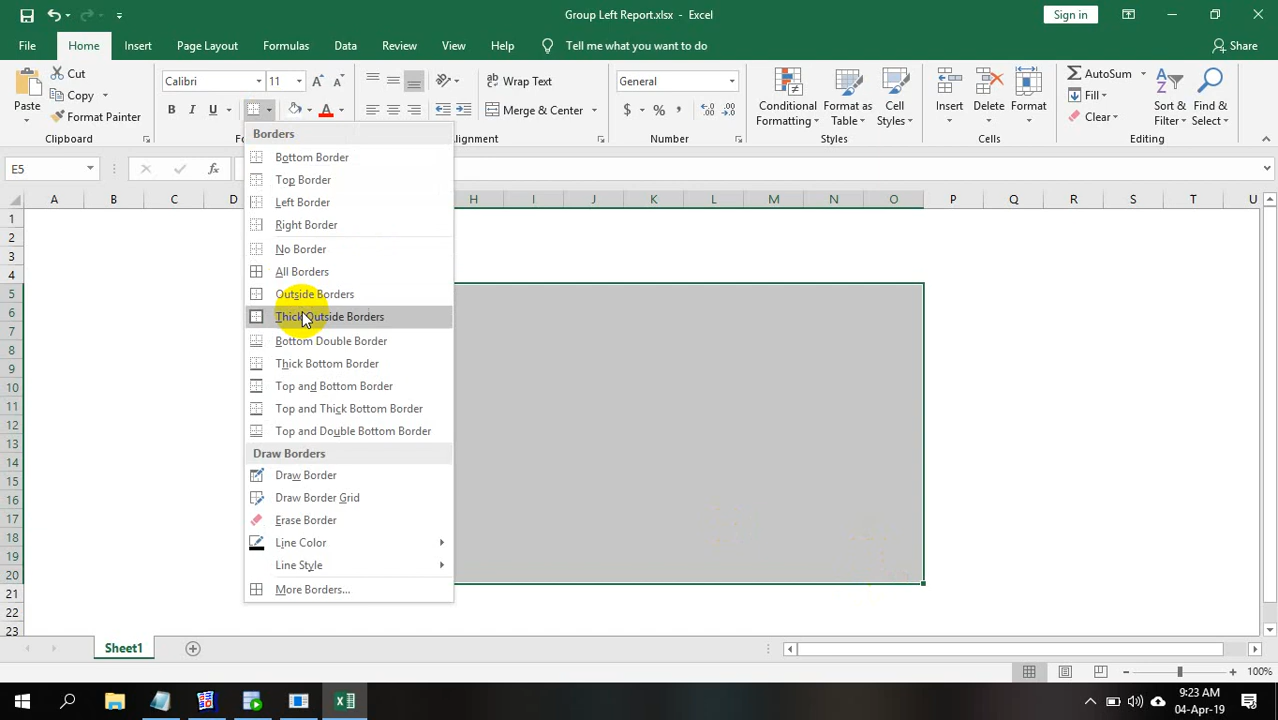 Group Left Report.xlsx - Excel
Sign in
File Home Insert Page Layout Formulas Data Review View Help Tell me what you want to do Share
Paste
Cut
Copy
Format Painter
Clipboard
Calibri 11
B I U
Wrap Text
Merge & Center
Alignment
General
$ % ,
Number
Conditional Formatting
Format as Table
Cell Styles
Styles
Insert
Delete
Format
Cells
AutoSum
Fill
Clear
Sort & Filter
Find & Select
Editing
E5
fx
A B C D H I J K L M N O P Q R S T U
1
2
3
4
5
6
7
8
9
10
11
12
13
14
15
16
17
18
19
20
21
22
23
Borders
Bottom Border
Top Border
Left Border
Right Border
No Border
All Borders
Outside Borders
Thick Outside Borders
Bottom Double Border
Thick Bottom Border
Top and Bottom Border
Top and Thick Bottom Border
Top and Double Bottom Border
Draw Borders
Draw Border
Draw Border Grid
Erase Border
Line Color
Line Style
More Borders...
Sheet1
100%
9:23 AM
04-Apr-19